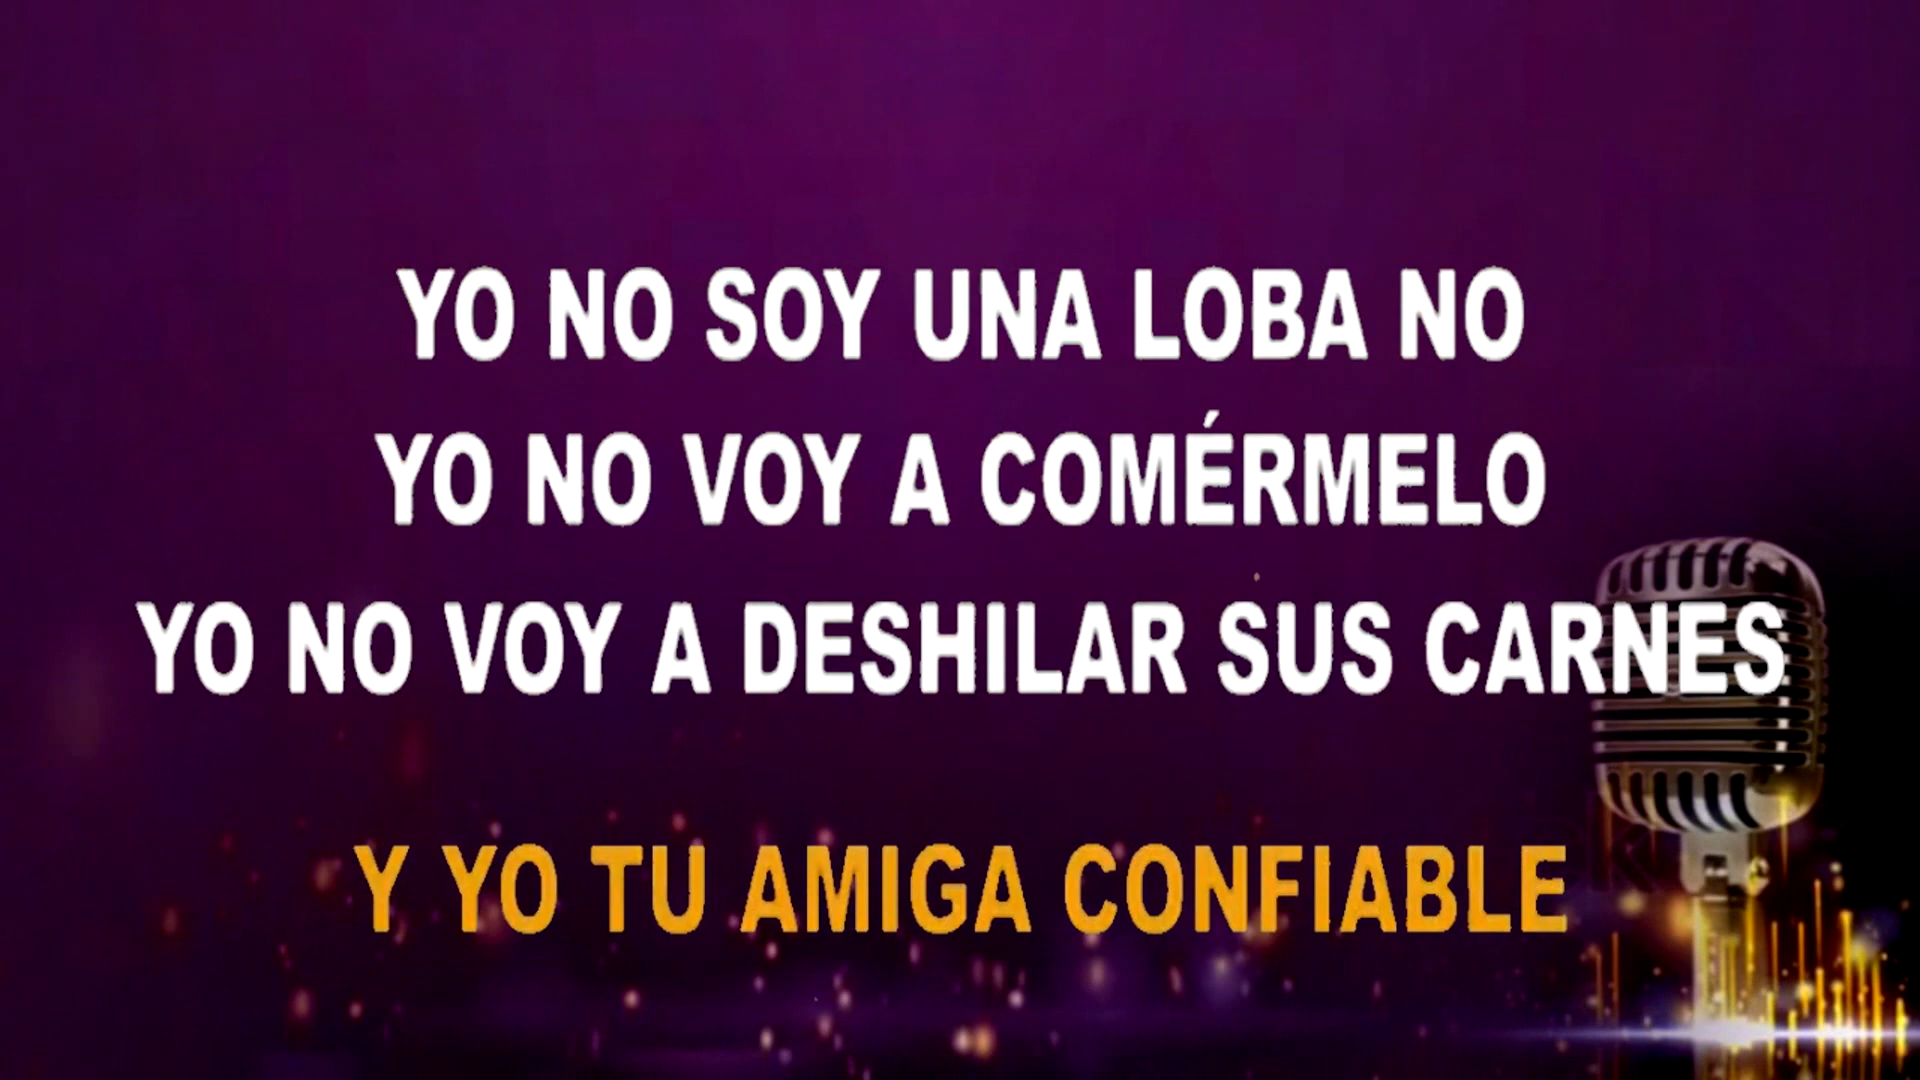 YO NO SOY UNA LOBA NO
YO NO VOY A COMÉRMELO
YO NO VOY A DESHILAR SUS CARNES
Y YO TU AMIGA CONFIABLE